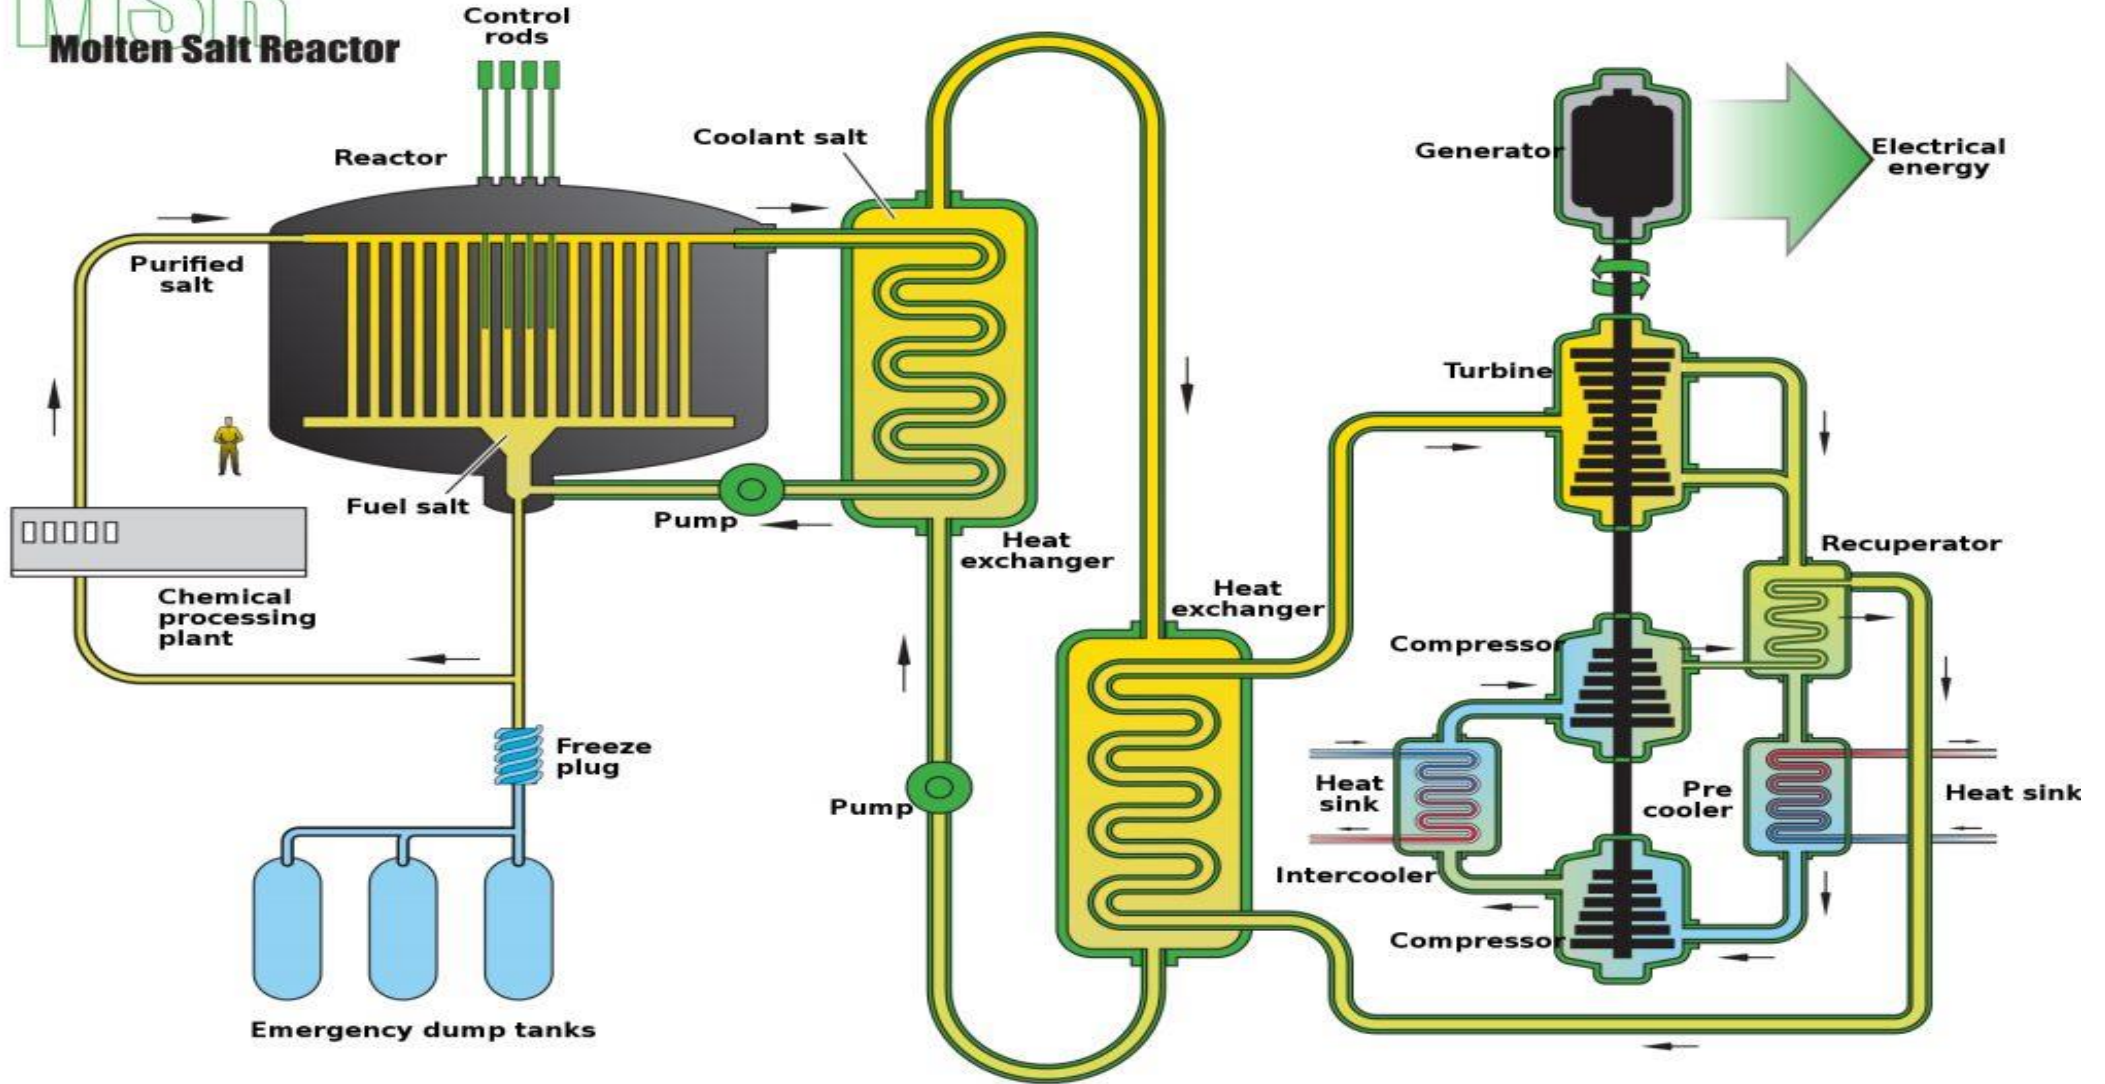 MSR
Molten Salt Reactor
Control
rods
Reactor
Coolant salt
Generator
Electrical
energy
Purified
salt
Turbine
Fuel salt
Pump
Heat
exchanger
Recuperator
Chemical
processing
plant
Heat
exchanger
Compressor
Freeze
plug
Pump
Heat
sink
Pre
cooler
Heat sink
Intercooler
Compressor
Emergency dump tanks